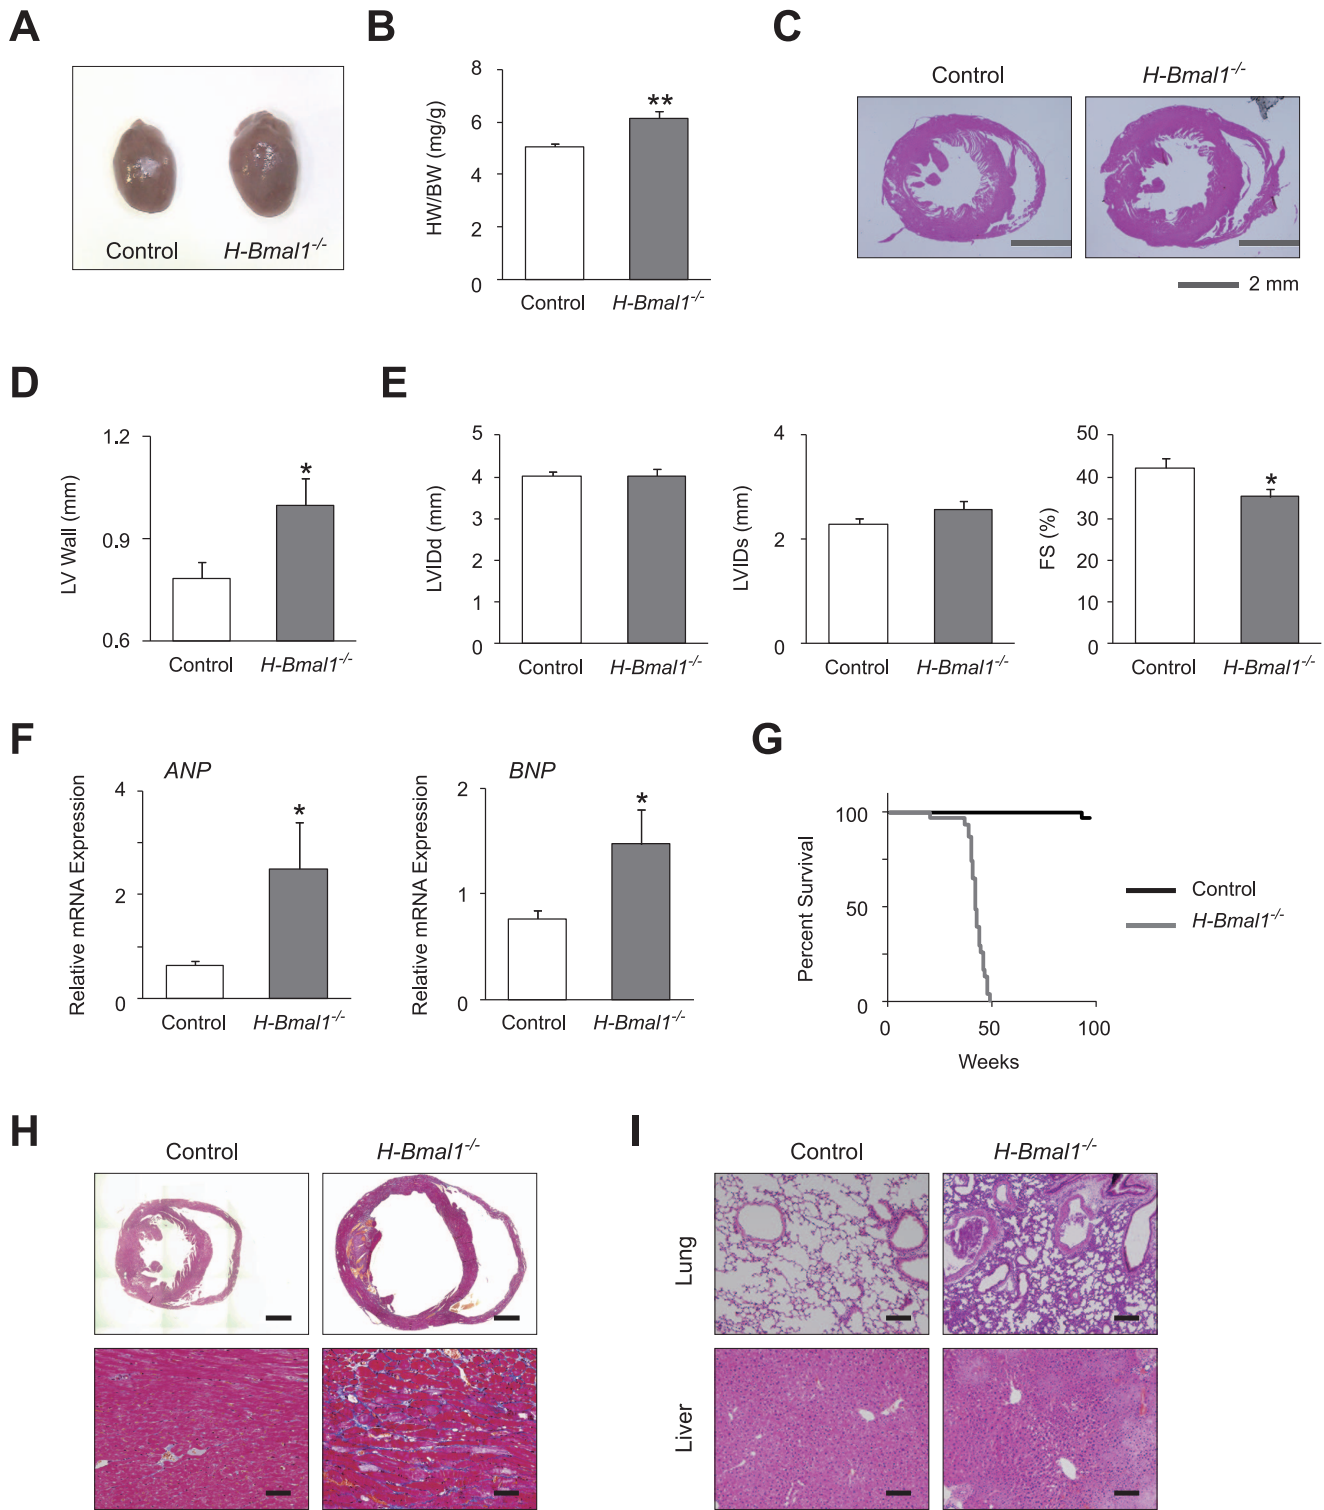 A
Control
H-Bmal1-/-
B
HW/BW (mg/g)
8
6
4
2
0
**
Control
H-Bmal1-/-
C
Control
H-Bmal1-/-
2 mm
D
LV Wall (mm)
1.2
0.9
0.6
*
Control
H-Bmal1-/-
E
LVIDd (mm)
5
4
3
2
1
0
Control
H-Bmal1-/-
LVIDs (mm)
4
2
0
Control
H-Bmal1-/-
FS (%)
50
40
30
20
10
0
*
Control
H-Bmal1-/-
F
ANP
Relative mRNA Expression
4
2
0
*
Control
H-Bmal1-/-
BNP
Relative mRNA Expression
2
1
0
*
Control
H-Bmal1-/-
G
Percent Survival
100
50
0
0
50
100
Weeks
Control
H-Bmal1-/-
H
Control
H-Bmal1-/-
I
Control
H-Bmal1-/-
Lung
Liver